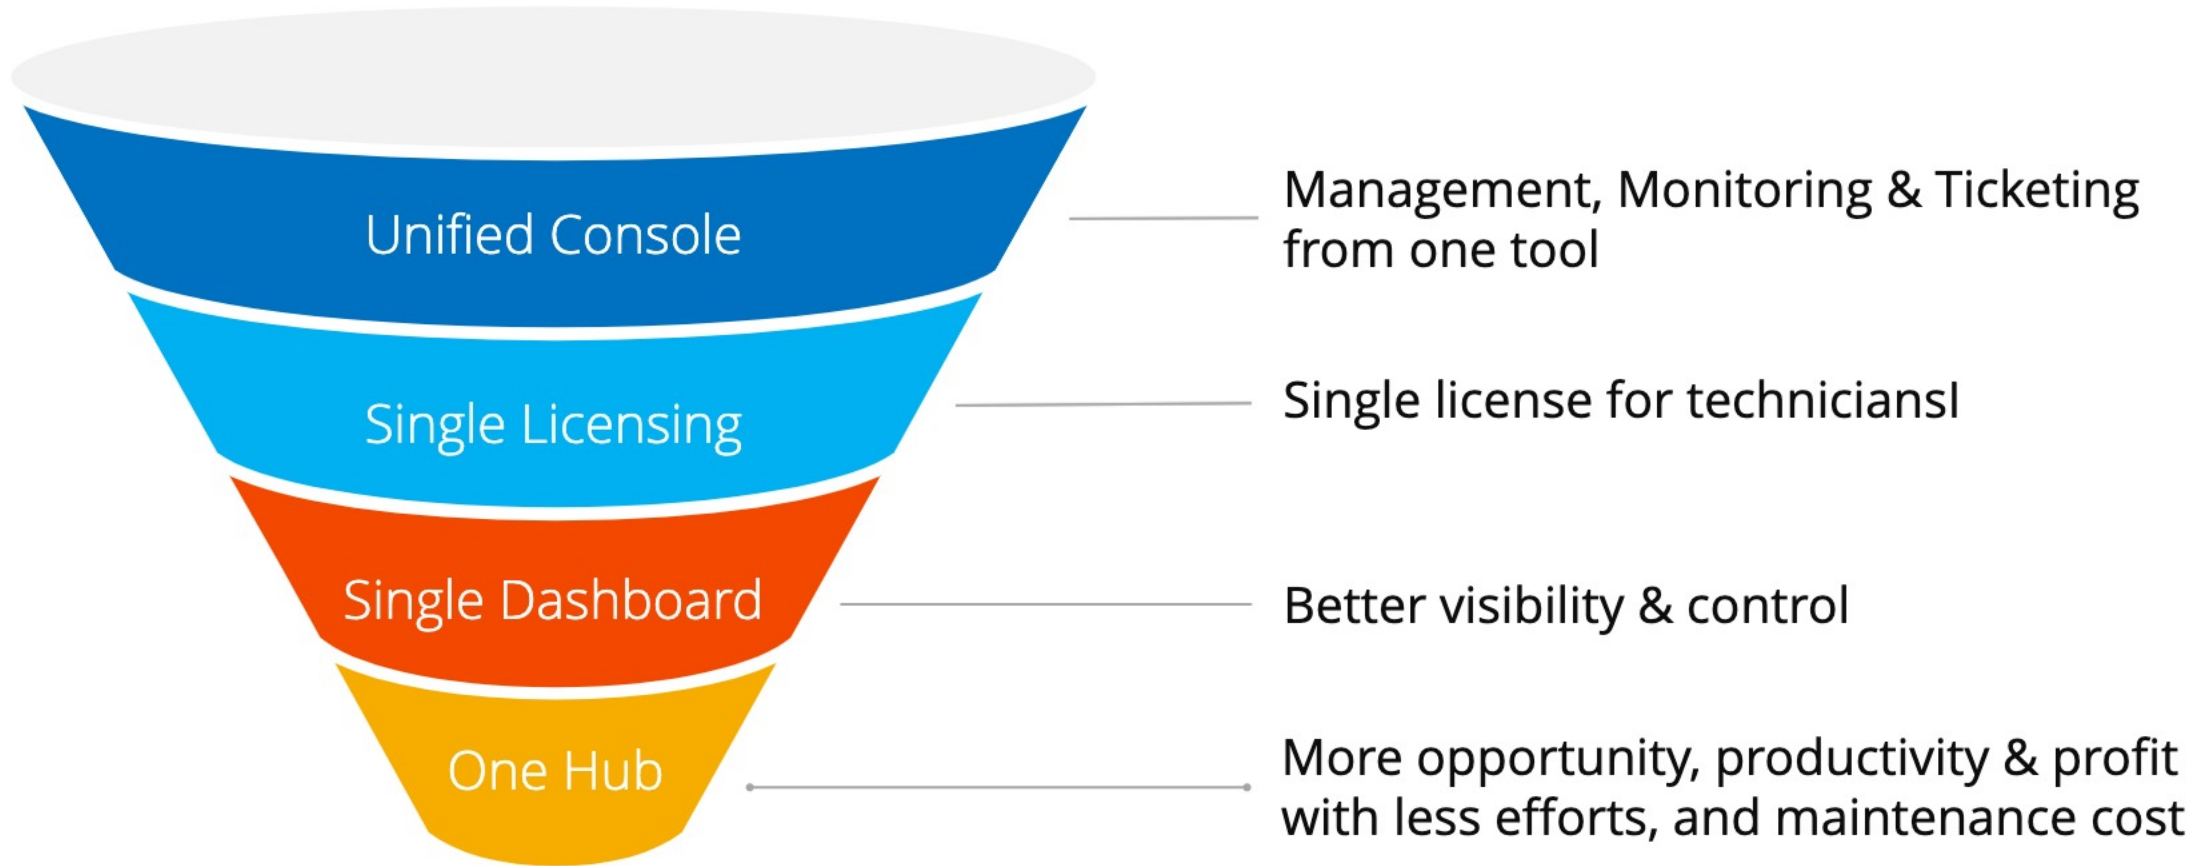 Unified Console
Management, Monitoring & Ticketing
from one tool
Single Licensing
Single license for techniciansl
Single Dashboard
Better visibility & control
One Hub
More opportunity, productivity & profit
with less efforts, and maintenance cost